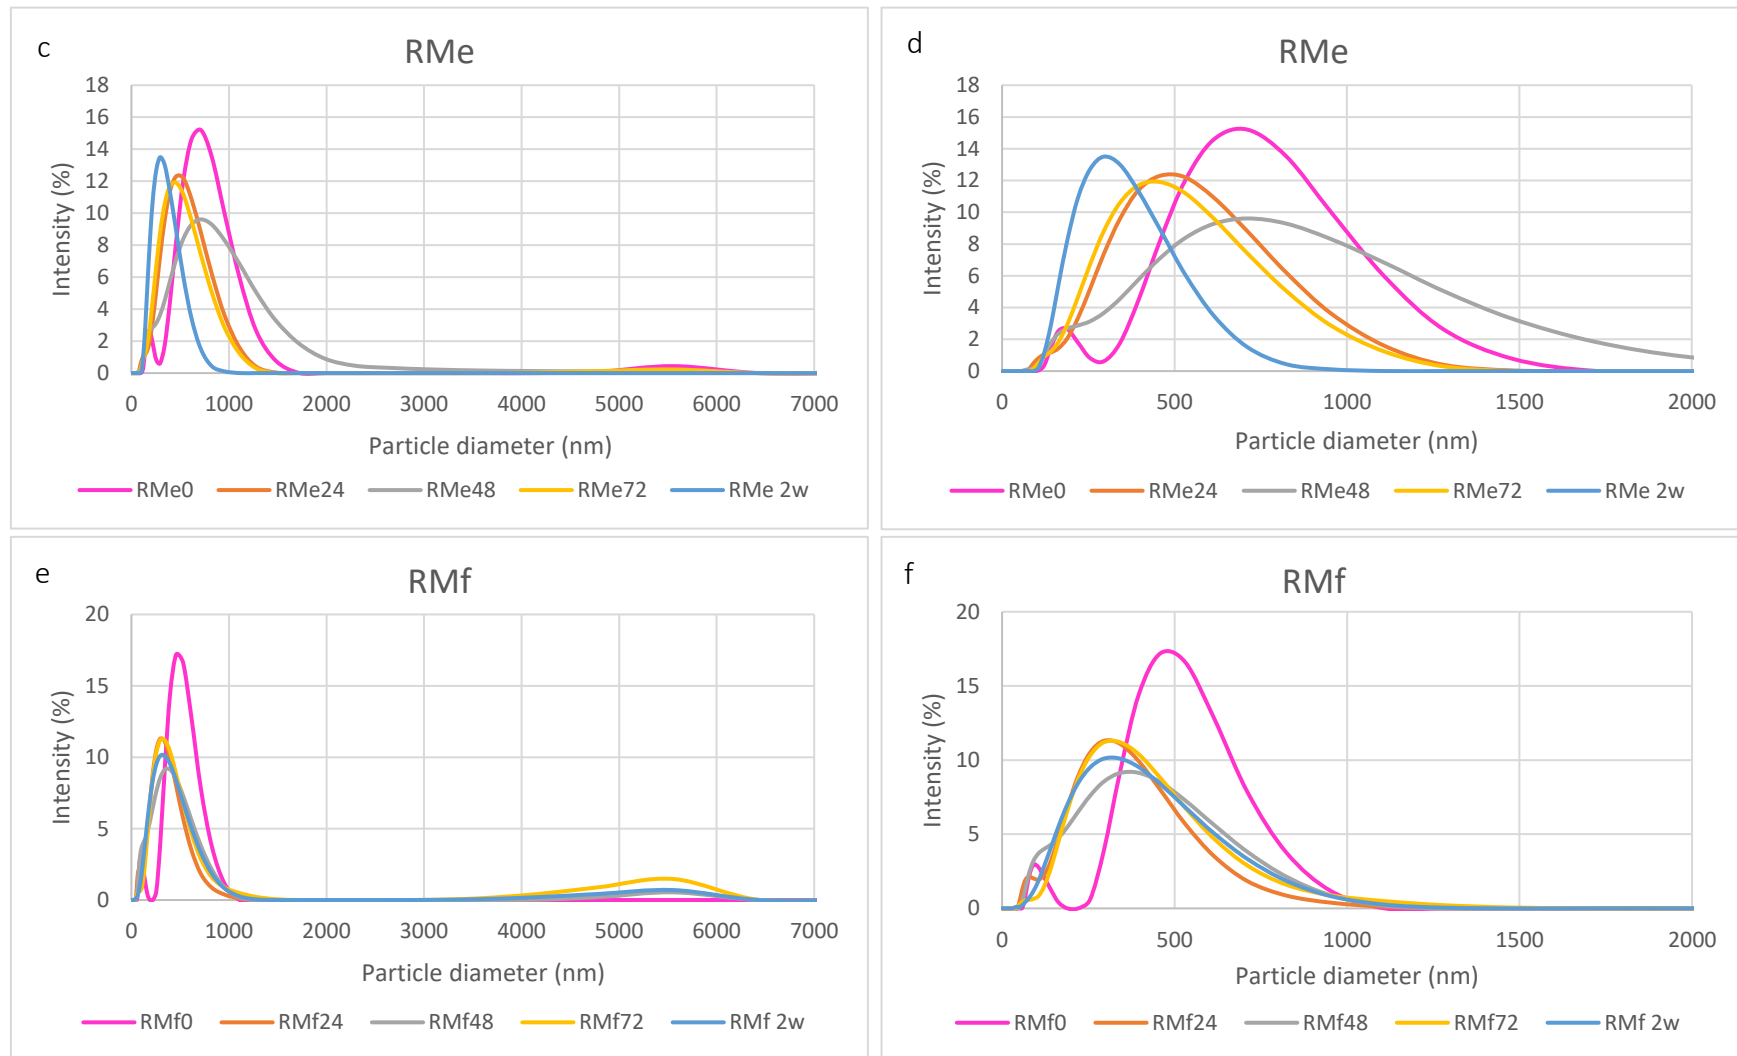 c
RMe
Intensity (%)
18
16
14
12
10
8
6
4
2
0
0 1000 2000 3000 4000 5000 6000 7000
Particle diameter (nm)
RMe0 RMe24 RMe48 RMe72 RMe 2w
d
RMe
Intensity (%)
18
16
14
12
10
8
6
4
2
0
0 500 1000 1500 2000
Particle diameter (nm)
RMe0 RMe24 RMe48 RMe72 RMe 2w
e
RMf
Intensity (%)
20
15
10
5
0
0 1000 2000 3000 4000 5000 6000 7000
Particle diameter (nm)
RMf0 RMf24 RMf48 RMf72 RMf 2w
f
RMf
Intensity (%)
20
15
10
5
0
0 500 1000 1500 2000
Particle diameter (nm)
RMf0 RMf24 RMf48 RMf72 RMf 2w